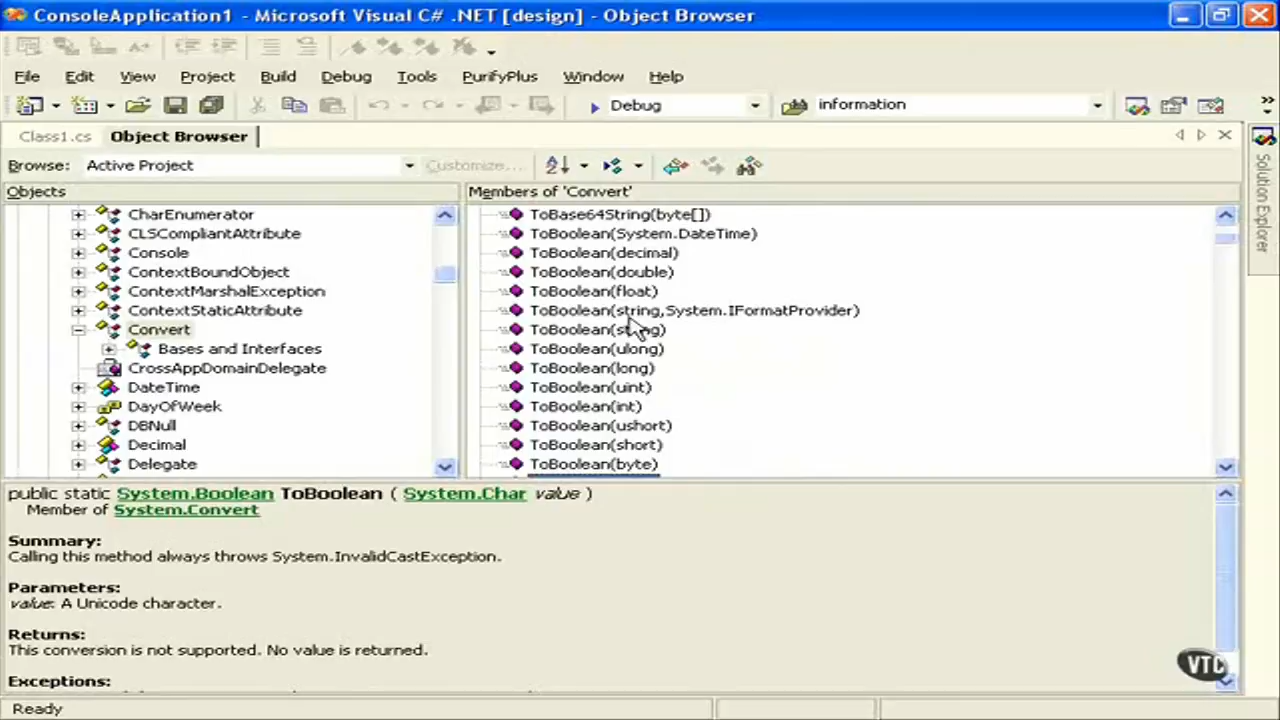 ConsoleApplication1 - Microsoft Visual C# .NET [design] - Object Browser
File Edit View Project Build Debug Tools PurifyPlus Window Help
Debug information
Class1.cs Object Browser
Browse: Active Project Customize...
Objects Members of 'Convert'
CharEnumerator ToBase64String(byte[])
CLSCompliantAttribute ToBoolean(System.DateTime)
Console ToBoolean(decimal)
ContextBoundObject ToBoolean(double)
ContextMarshalException ToBoolean(float)
ContextStaticAttribute ToBoolean(string,System.IFormatProvider)
Convert ToBoolean(string)
Bases and Interfaces ToBoolean(ulong)
CrossAppDomainDelegate ToBoolean(long)
DateTime ToBoolean(uint)
DayOfWeek ToBoolean(int)
DBNull ToBoolean(ushort)
Decimal ToBoolean(short)
Delegate ToBoolean(byte)
public static System.Boolean ToBoolean ( System.Char value )
Member of System.Convert
Summary:
Calling this method always throws System.InvalidCastException.
Parameters:
value: A Unicode character.
Returns:
This conversion is not supported. No value is returned.
Exceptions:
Ready
Solution Explorer
VTC